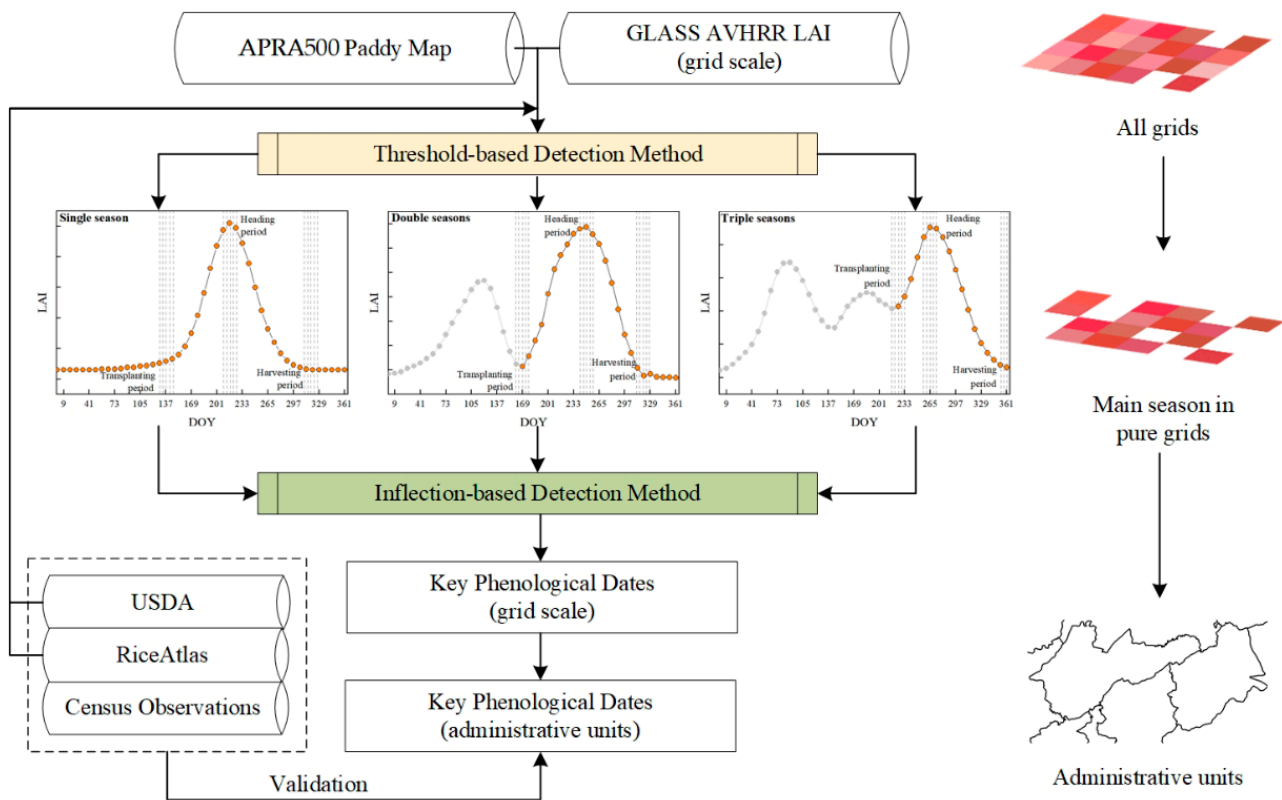 APRA500 Paddy Map
GLASS AVHRR LAI
(grid scale)
All grids
Threshold-based Detection Method
Single season
Heading
period
Transplanting
period
Harvesting
period
LAI
9 41 73 105 137 169 201 233 265 297 329 361
DOY
Double seasons
Heading
period
Transplanting
period
Harvesting
period
LAI
9 41 73 105 137 169 201 233 265 297 329 361
DOY
Triple seasons
Heading
period
Transplanting
period
Harvesting
period
LAI
9 41 73 105 137 169 201 233 265 297 329 361
DOY
Main season in
pure grids
Inflection-based Detection Method
Key Phenological Dates
(grid scale)
USDA
RiceAtlas
Census Observations
Key Phenological Dates
(administrative units)
Validation
Administrative units